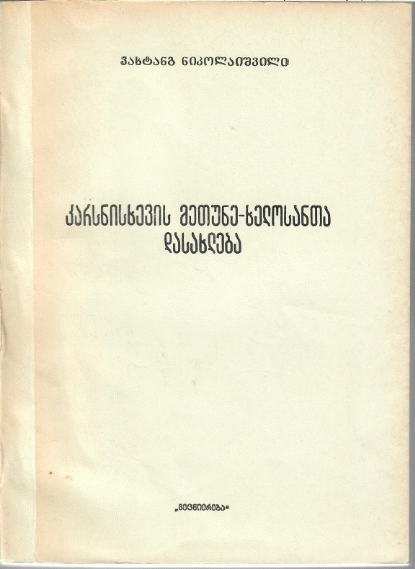 ვახტანგ ნიკოლაიშვილი
კარსნისხევის მეთუნე-ხელოსანთა
დასახლება
„მეცნიერება“